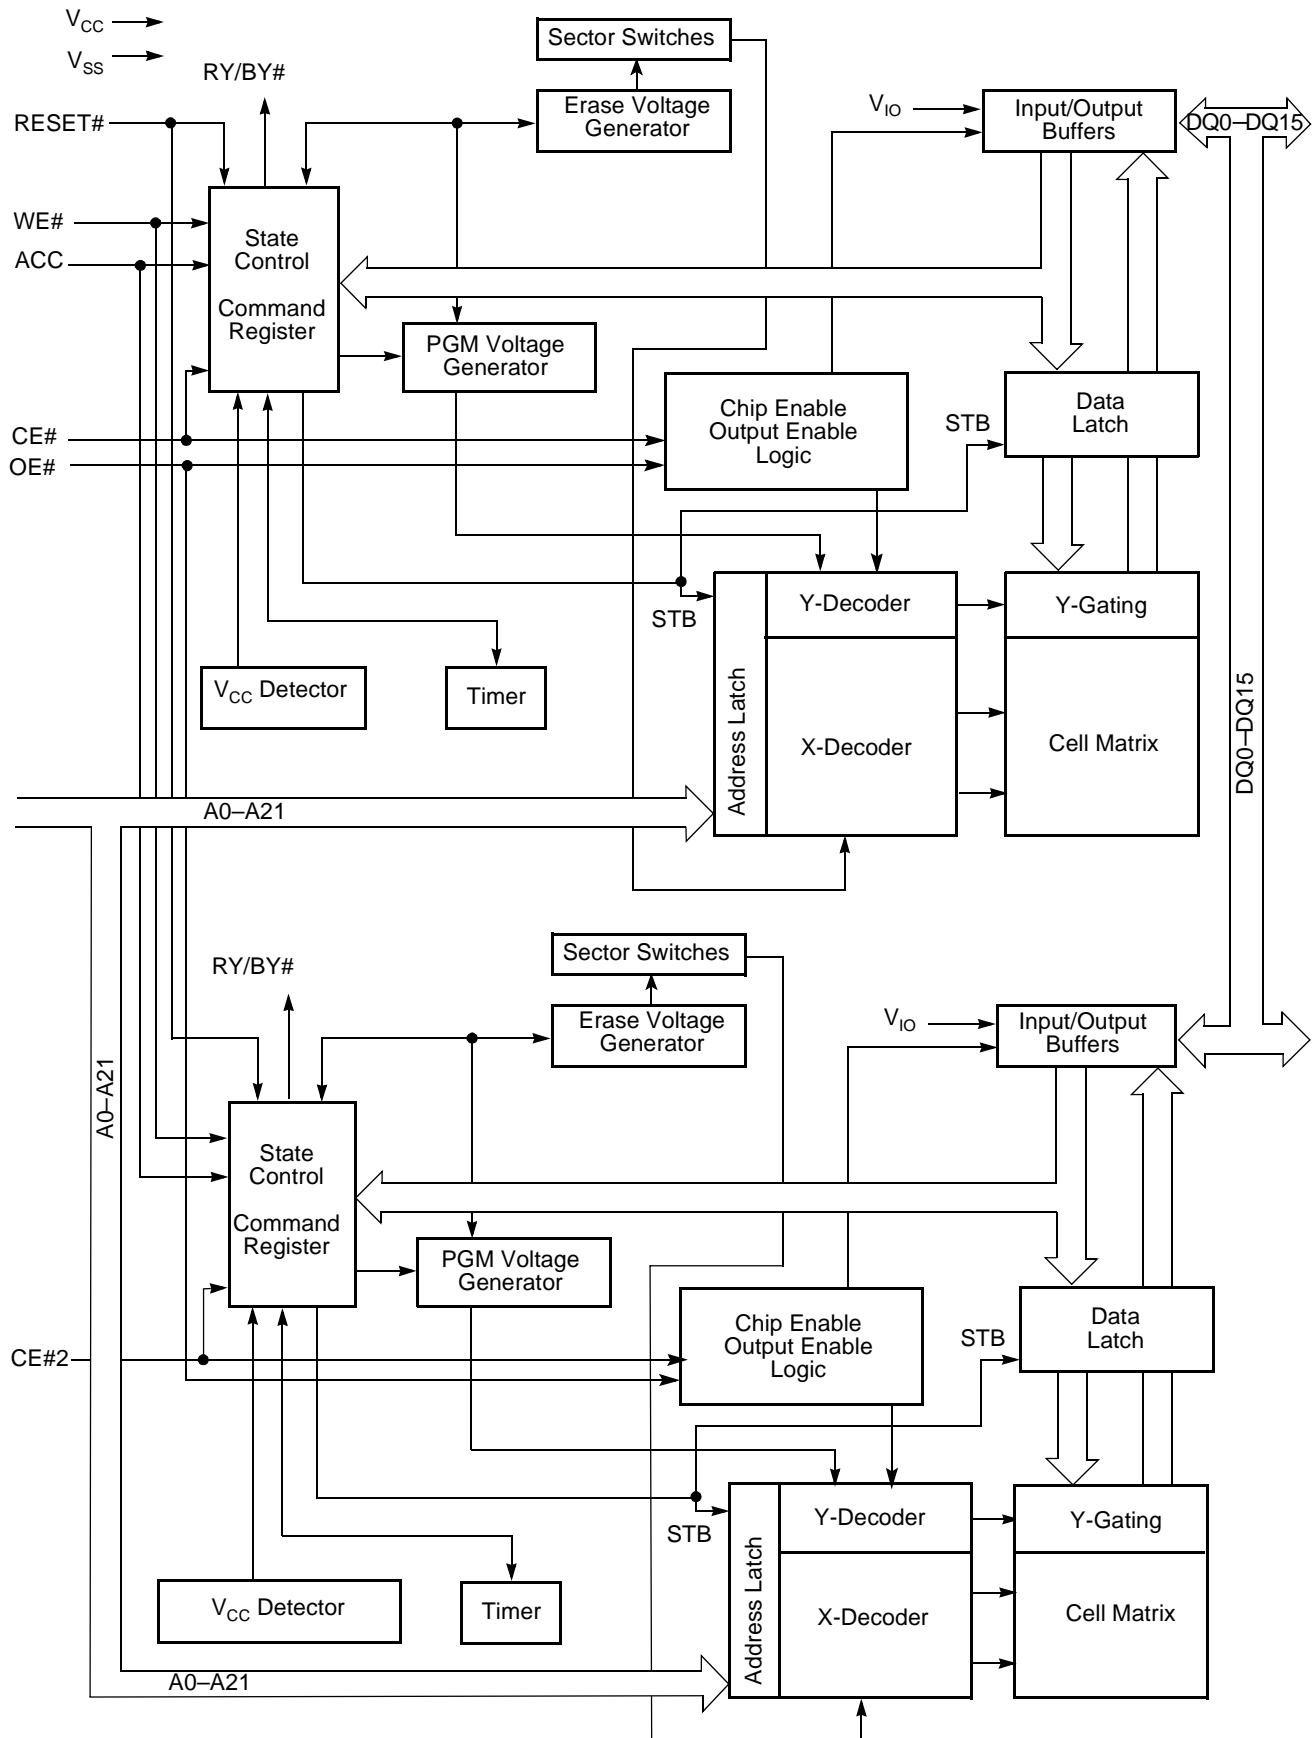 VCC
VSS
Sector Switches
RY/BY#
Erase Voltage
Generator
VIO
Input/Output
Buffers
DQ0–DQ15
RESET#
WE#
ACC
State
Control
Command
Register
PGM Voltage
Generator
CE#
OE#
Chip Enable
Output Enable
Logic
STB
Data
Latch
STB
Y-Decoder
Y-Gating
VCC Detector
Timer
Address Latch
X-Decoder
Cell Matrix
DQ0–DQ15
A0–A21
Sector Switches
RY/BY#
Erase Voltage
Generator
VIO
Input/Output
Buffers
A0–A21
State
Control
Command
Register
PGM Voltage
Generator
CE#2
Chip Enable
Output Enable
Logic
STB
Data
Latch
STB
Y-Decoder
Y-Gating
VCC Detector
Timer
Address Latch
X-Decoder
Cell Matrix
A0–A21